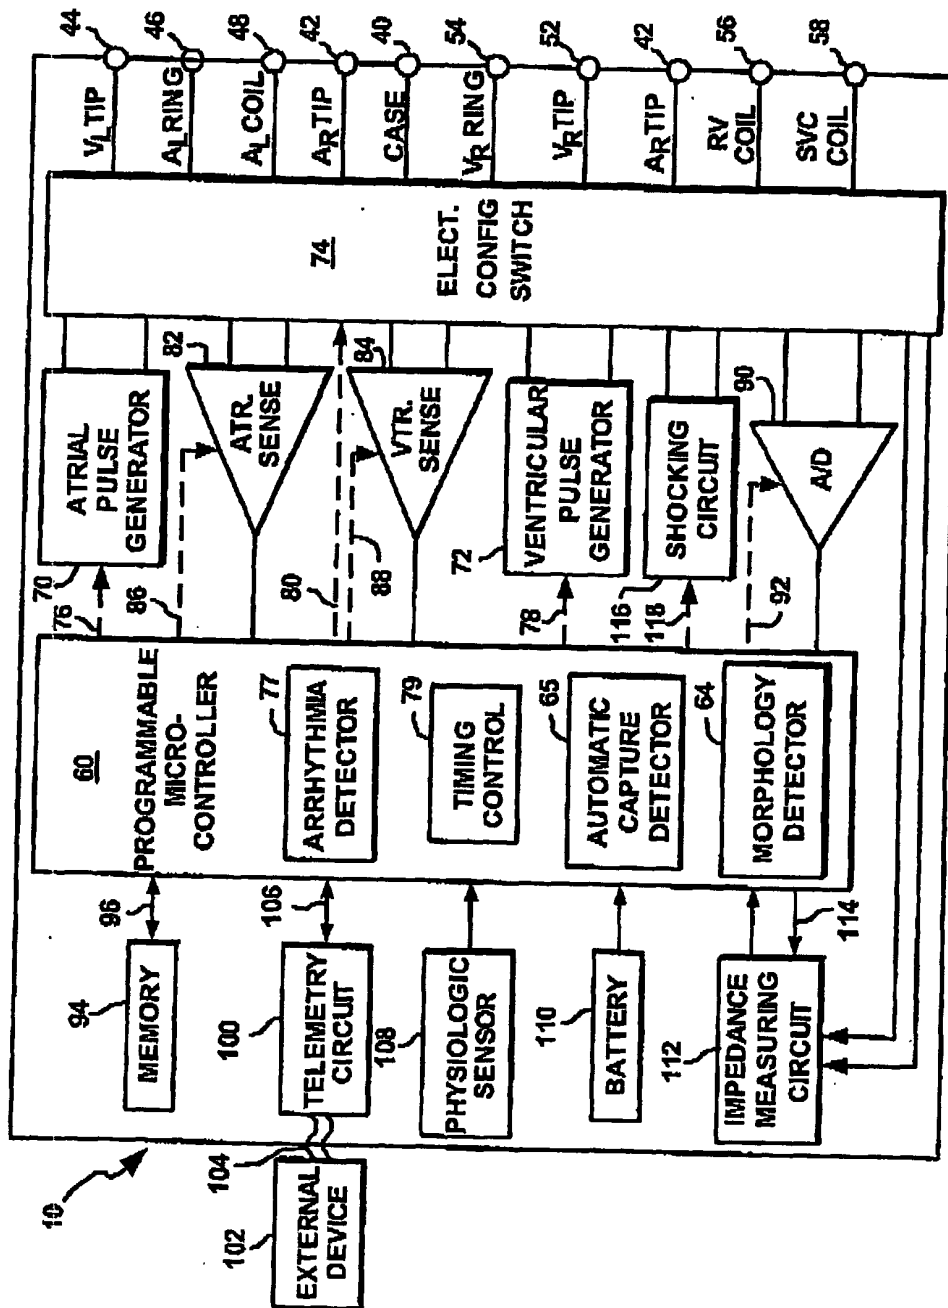 44
46
48
42
40
54
52
42
56
58
VL TIP
AL RING
AL COIL
AR TIP
CASE
VR RING
VR TIP
AR TIP
RV
COIL
SVC
COIL
74
ELECT.
CONFIG
SWITCH
ATRIAL
PULSE
GENERATOR
70
76
82
ATR.
SENSE
86
80
84
VTR.
SENSE
88
VENTRICULAR
PULSE
GENERATOR
72
78
SHOCKING
CIRCUIT
116
118
90
A/D
92
60
PROGRAMMABLE
MICRO-
CONTROLLER
77
ARRHYTHMIA
DETECTOR
79
TIMING
CONTROL
65
AUTOMATIC
CAPTURE
DETECTOR
64
MORPHOLOGY
DETECTOR
96
106
114
94
MEMORY
100
TELEMETRY
CIRCUIT
108
PHYSIOLOGIC
SENSOR
110
BATTERY
112
IMPEDANCE
MEASURING
CIRCUIT
10
104
102
EXTERNAL
DEVICE